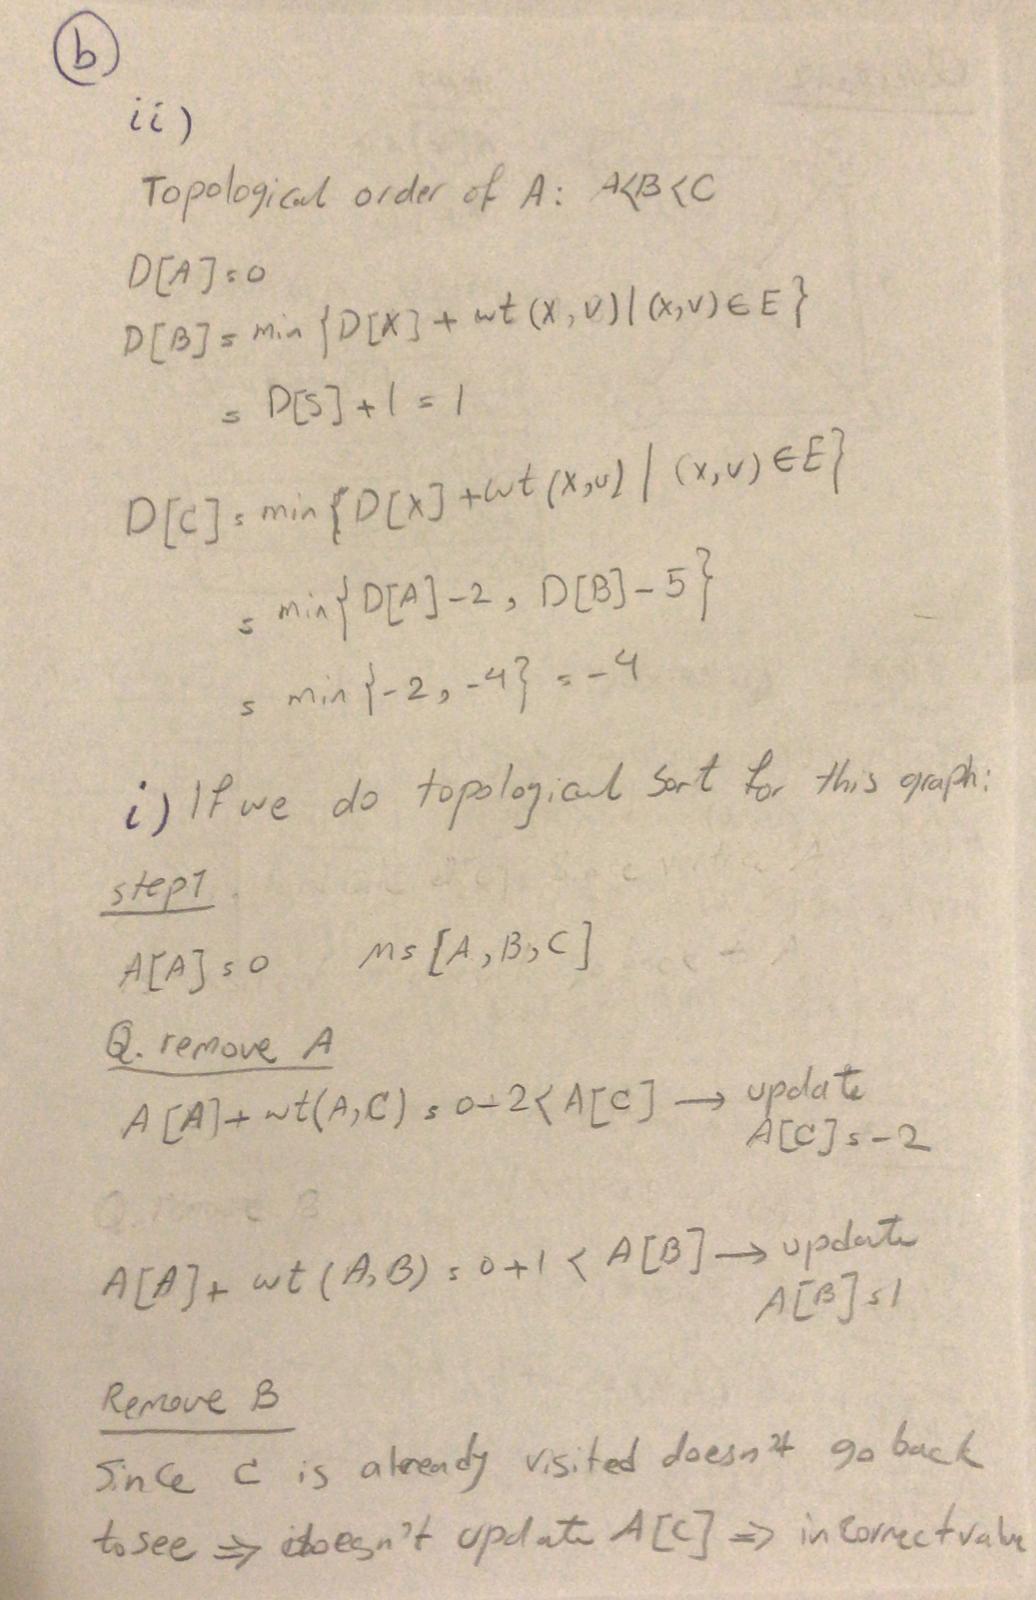 b
ii)
Topological order of A: A<B<C
D[A]=0
D[B]= min {D[X] + wt(x,v) | (x,v) ∈ E}
= D[S]+1 = 1
D[C]= min{D[X] +wt(x,v) | (x,v) ∈ E}
= min{D[A]-2, D[B]-5}
= min{-2, -4} = -4
i) If we do topological sort for this graph:
step1
A[A]=0 M=[A,B,C]
Q. remove A
A[A]+wt(A,C) = 0-2< A[C] → update
A[C]=-2
Q. remove B
A[A]+ wt(A,B) = 0+1 < A[B] → update
A[B]=1
Remove B
Since C is already visited doesn't go back
to see ⇒ doesn't update A[C] ⇒ incorrect value